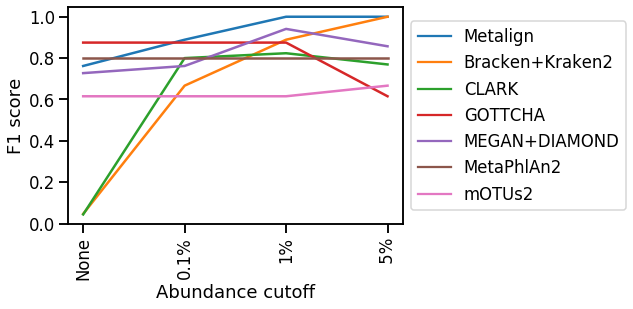 1.0
0.8
0.6
0.4
0.2
0.0
F1 score
None
0.1%
1%
5%
Abundance cutoff
Metalign
Bracken+Kraken2
CLARK
GOTTCHA
MEGAN+DIAMOND
MetaPhlAn2
mOTUs2